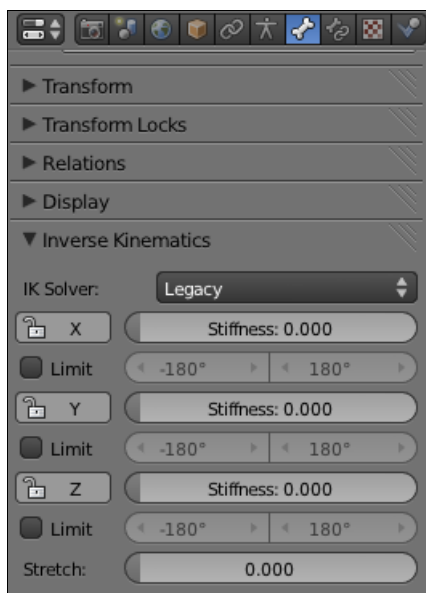 Transform
Transform Locks
Relations
Display
Inverse Kinematics
IK Solver: Legacy
X Stiffness: 0.000
Limit -180° 180°
Y Stiffness: 0.000
Limit -180° 180°
Z Stiffness: 0.000
Limit -180° 180°
Stretch: 0.000